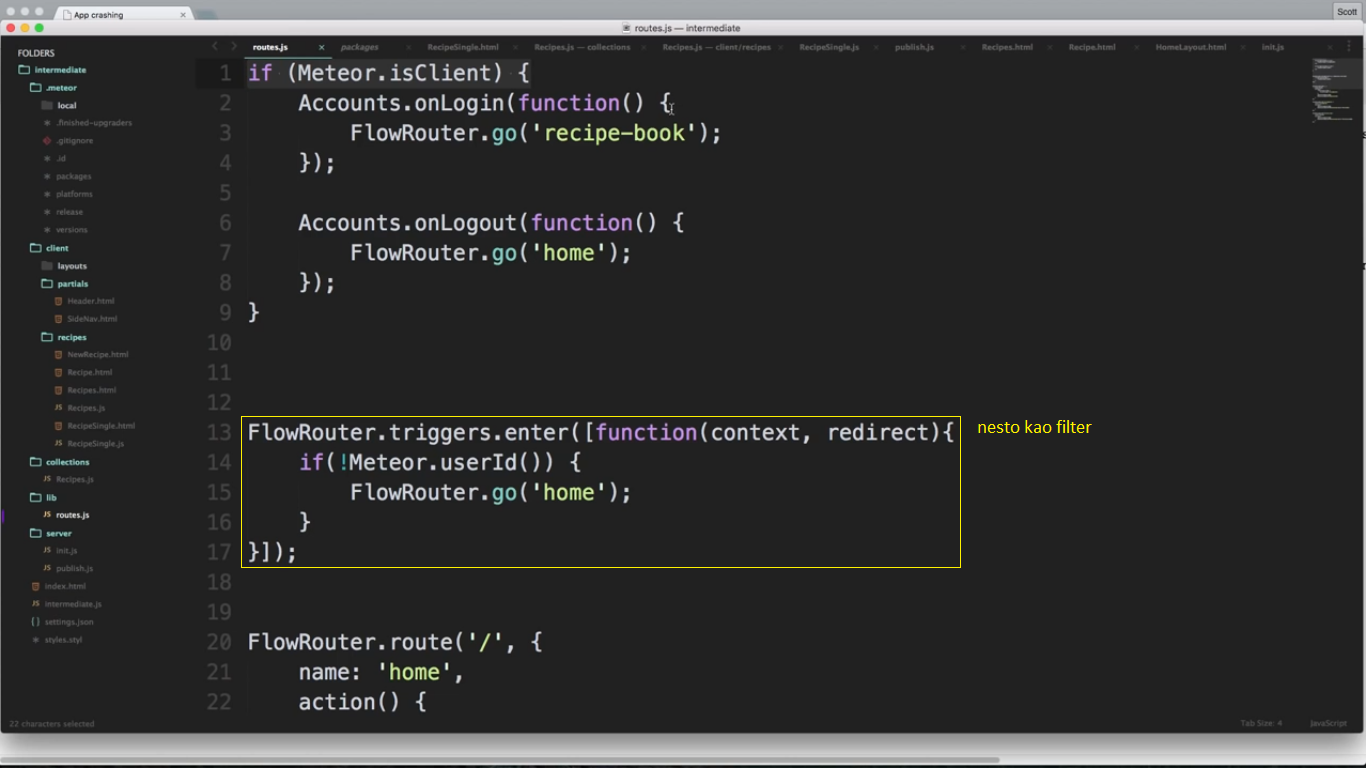 App crashing
Scott
routes.js — intermediate
FOLDERS
intermediate
.meteor
local
.finished-upgraders
.gitignore
.id
packages
platforms
release
versions
client
layouts
partials
Header.html
SideNav.html
recipes
NewRecipe.html
Recipe.html
Recipes.html
Recipes.js
RecipeSingle.html
RecipeSingle.js
collections
Recipes.js
lib
routes.js
server
init.js
publish.js
index.html
intermediate.js
settings.json
styles.styl
routes.js packages RecipeSingle.html Recipes.js — collections Recipes.js — client/recipes RecipeSingle.js publish.js Recipes.html Recipe.html HomeLayout.html init.js
1 if (Meteor.isClient) {
2 Accounts.onLogin(function() {
3 FlowRouter.go('recipe-book');
4 });
5
6 Accounts.onLogout(function() {
7 FlowRouter.go('home');
8 });
9 }
10
11
12
13 FlowRouter.triggers.enter([function(context, redirect){
14 if(!Meteor.userId()) {
15 FlowRouter.go('home');
16 }
17 }]);
18
19
20 FlowRouter.route('/', {
21 name: 'home',
22 action() {
nesto kao filter
22 characters selected
Tab Size: 4 JavaScript